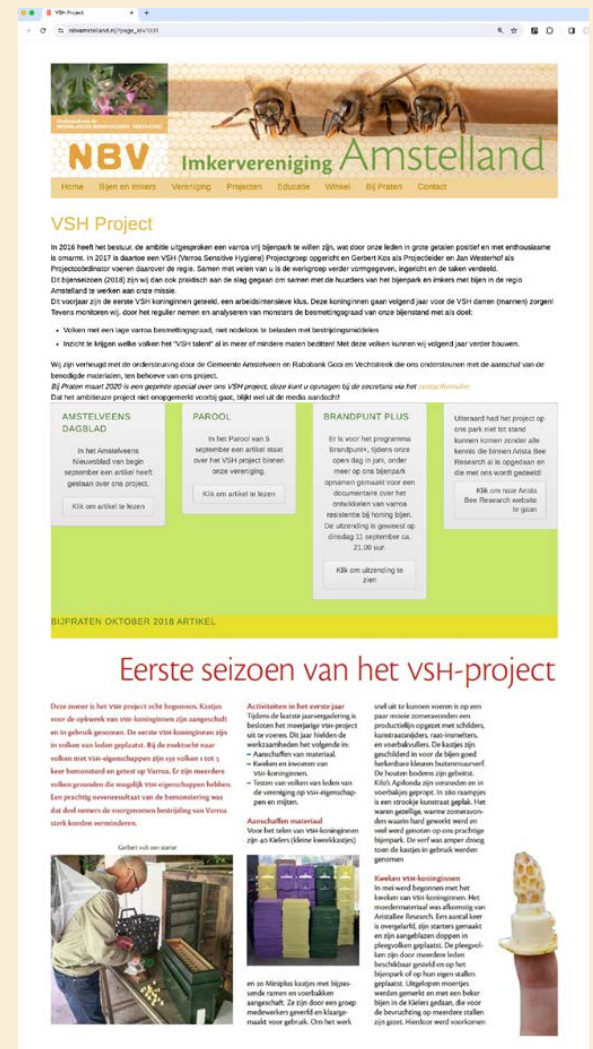 VSH Project
nbvamstelland.nl/?page_id=1031
NBV
Imkervereniging Amstelland
Home Bijen en Imkers Vereniging Projecten Educatie Winkel Bij Praten Contact
VSH Project
In 2016 heeft het bestuur, de ambitie uitgesproken een varroa vrij bijenpark te willen zijn, wat door onze leden in grote getalen positief en met enthousiasme
is omarmt. In 2017 is daartoe een VSH (Varroa Sensitive Hygiene) Projectgroep opgericht en Gerbert Kos als Projectleider en Jan Westerhof als
Projectcoördinator voeren daarover de regie. Samen met velen van u is de werkgroep verder vormgegeven, ingericht en de taken verdeeld.
Dit bijenseizoen (2018) zijn wij dan ook praktisch aan de slag gegaan om samen met de huurders van het bijenpark en imkers met bijen in de regio
Amstelland te werken aan onze missie.
Dit voorjaar zijn de eerste VSH koninginnen geteeld, een arbeidsintensieve klus. Deze koninginnen gaan volgend jaar voor de VSH darren (mannen) zorgen!
Tevens monitoren wij, door het regulier nemen en analyseren van monsters de besmettingsgraad van onze bijenstand met als doel:
• Volken met een lage varroa besmettingsgraad, niet nodeloos te belasten met bestrijdingsmiddelen
• Inzicht te krijgen welke volken het "VSH talent" al in meer of mindere maten bezitten! Met deze volken kunnen wij volgend jaar verder bouwen.
Wij zijn verheugd met de ondersteuning door de Gemeente Amstelveen en Rabobank Gooi en Vechtstreek die ons ondersteunen met de aanschaf van de
benodigde materialen, ten behoeve van ons project.
Bij Praten maart 2020 is een geprinte special over ons VSH project, deze kunt u opvragen bij de secretaris via het contactformulier
Dat het ambitieuze project niet onopgemerkt voorbij gaat, blijkt wel uit de media aandacht!
AMSTELVEENS
DAGBLAD
In het Amstelveens
Nieuwsblad van begin
september een artikel heeft
gestaan over ons project.
Klik om artikel te lezen
PAROOL
In het Parool van 5
september een artikel staat
over het VSH project binnen
onze vereniging.
Klik om artikel te lezen
BRANDPUNT PLUS
Er is voor het programma
Brandpunt+, tijdens onze
open dag in juni, onder
meer op ons bijenpark
opnamen gemaakt voor een
documentaire over het
ontwikkelen van varroa
resistentie bij honing bijen.
De uitzending is geweest op
dinsdag 11 september ca.
21.00 uur.
Klik om uitzending te
zien
Uiteraard had het project op
ons park niet tot stand
kunnen komen zonder alle
kennis die binnen Arista Bee
Research al is opgedaan en
die met ons wordt gedeeld!
Klik om naar Arista
Bee Research website
te gaan
BIJPRATEN OKTOBER 2018 ARTIKEL
Eerste seizoen van het VSH-project
Deze zomer is het VSH-project echt begonnen. Kastjes
voor de opkweek van VSH-koninginnen zijn aangeschaft
en in gebruik genomen. De eerste VSH-koninginnen zijn
in volken van leden geplaatst. Bij de zoektocht naar
volken met VSH-eigenschappen zijn 131 volken 1 tot 3
keer bemonsterd en getest op Varroa. Er zijn meerdere
volken gevonden die mogelijk VSH eigenschappen hebben.
Een prachtig nevenresultaat van de bemonstering was
dat deel nemers de voorgenomen bestrijding van Varroa
sterk konden verminderen.
Gerbert vult een starter
Activiteiten in het eerste jaar
Tijdens de laatste jaarvergadering is
besloten het meerjarige VSH-project
uit te voeren. Dit jaar hielden de
werkzaamheden het volgende in:
– Aanschaffen van materiaal.
– Kweken en invoeren van
VSH-koninginnen.
– Testen van volken van leden van
de vereniging op VSH-eigenschap-
pen en mijten.
Aanschaffen materiaal
Voor het telen van VSH-koninginnen
zijn 40 Kielers (kleine kweekkastjes)
en 20 Miniplus kastjes met bijpas-
sende ramen en voerbakken
aangeschaft. Ze zijn door een groep
medewerkers geverfd en klaarge-
maakt voor gebruik. Om het werk
snel uit te kunnen voeren is op een
paar mooie zomeravonden een
productielijn opgezet met schilders,
kunstraatsnijders, raat-insmelters,
en voerbakvullers. De kastjes zijn
geschilderd in voor de bijen goed
herkenbare kleuren buitenmuurverf.
De houten bodems zijn gebeitst.
Kilo's Apifonda zijn versneden en in
voerbakjes gepropt. In 280 raampjes
is een strookje kunstraat geplak. Het
waren gezellige, warme zomeravon-
den waarin hard gewerkt werd en
veel werd genoten op ons prachtige
bijenpark. De verf was amper droog
toen de kastjes in gebruik werden
genomen
Kweken VSH-koninginnen
In mei werd begonnen met het
kweken van VSH-koninginnen. Het
moedermateriaal was afkomstig van
AristaBee Research. Een aantal keer
is overgelarfd, zijn starters gemaakt
en zijn aangeblazen doppen in
pleegvolken geplaatst. De pleegvol-
ken zijn door meerdere leden
beschikbaar gesteld en op het
bijenpark of op hun eigen stallen
geplaatst. Uitgelopen moertjes
werden gemerkt en met een beker
bijen in de Kielers gedaan, die voor
de bevruchting op meerdere stallen
zijn gezet. Hierdoor werd voorkomen